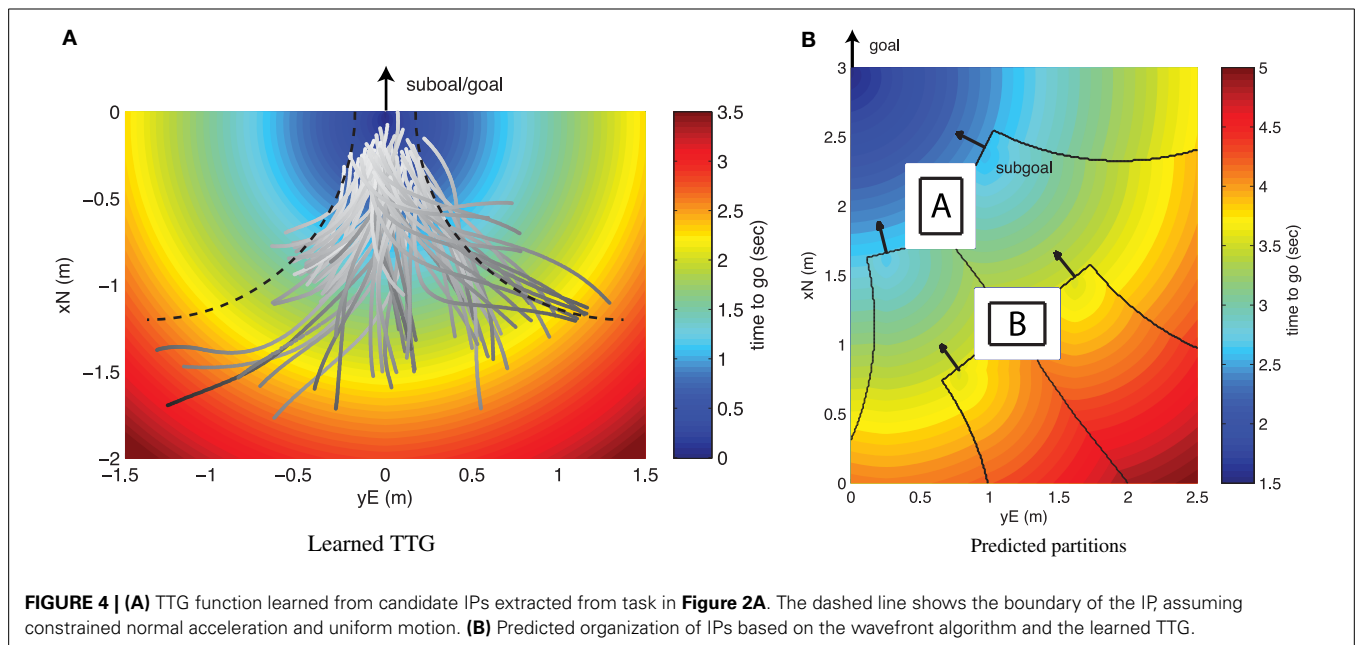 A
suboal/goal
0
−0.5
−1
−1.5
−2
xN (m)
−1.5
−1
−0.5
0
0.5
1
1.5
yE (m)
3.5
3
2.5
2
1.5
1
0.5
0
time to go (sec)
Learned TTG
B
goal
3
2.5
2
1.5
1
0.5
0
xN (m)
subgoal
A
B
0
0.5
1
1.5
2
2.5
yE (m)
5
4.5
4
3.5
3
2.5
2
1.5
time to go (sec)
Predicted partitions
FIGURE 4 | (A) TTG function learned from candidate IPs extracted from task in Figure 2A. The dashed line shows the boundary of the IP, assuming
constrained normal acceleration and uniform motion. (B) Predicted organization of IPs based on the wavefront algorithm and the learned TTG.